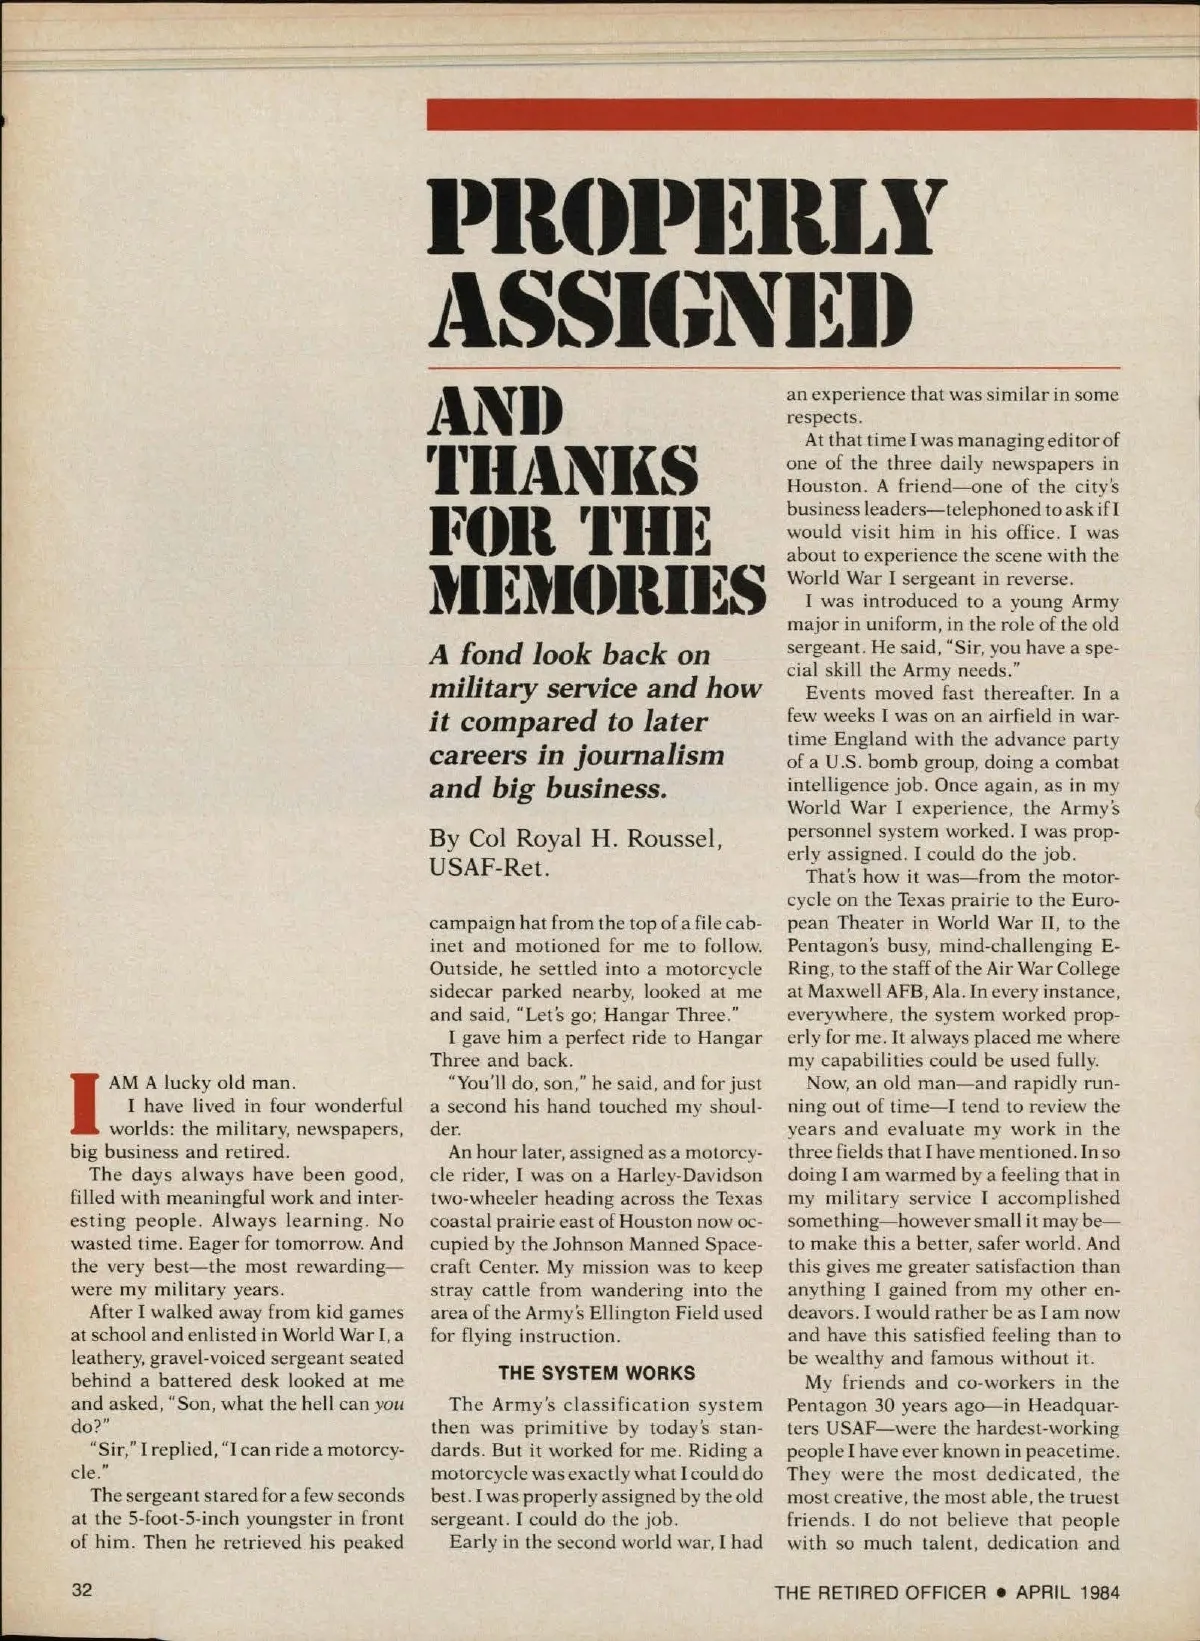 PROPERLY
ASSIGNED
AND
THANKS
FOR THE
MEMORIES
A fond look back on
military service and how
it compared to later
careers in journalism
and big business.
By Col Royal H. Roussel,
USAF-Ret.
I AM A lucky old man.
I have lived in four wonderful
worlds: the military, newspapers,
big business and retired.
The days always have been good,
filled with meaningful work and inter-
esting people. Always learning. No
wasted time. Eager for tomorrow. And
the very best—the most rewarding—
were my military years.
After I walked away from kid games
at school and enlisted in World War I, a
leathery, gravel-voiced sergeant seated
behind a battered desk looked at me
and asked, "Son, what the hell can you
do?"
"Sir," I replied, "I can ride a motorcy-
cle."
The sergeant stared for a few seconds
at the 5-foot-5-inch youngster in front
of him. Then he retrieved his peaked
campaign hat from the top of a file cab-
inet and motioned for me to follow.
Outside, he settled into a motorcycle
sidecar parked nearby, looked at me
and said, "Let's go; Hangar Three."
I gave him a perfect ride to Hangar
Three and back.
"You'll do, son," he said, and for just
a second his hand touched my shoul-
der.
An hour later, assigned as a motorcy-
cle rider, I was on a Harley-Davidson
two-wheeler heading across the Texas
coastal prairie east of Houston now oc-
cupied by the Johnson Manned Space-
craft Center. My mission was to keep
stray cattle from wandering into the
area of the Army's Ellington Field used
for flying instruction.
THE SYSTEM WORKS
The Army's classification system
then was primitive by today's stan-
dards. But it worked for me. Riding a
motorcycle was exactly what I could do
best. I was properly assigned by the old
sergeant. I could do the job.
Early in the second world war, I had
an experience that was similar in some
respects.
At that time I was managing editor of
one of the three daily newspapers in
Houston. A friend—one of the city's
business leaders—telephoned to ask if I
would visit him in his office. I was
about to experience the scene with the
World War I sergeant in reverse.
I was introduced to a young Army
major in uniform, in the role of the old
sergeant. He said, "Sir, you have a spe-
cial skill the Army needs."
Events moved fast thereafter. In a
few weeks I was on an airfield in war-
time England with the advance party
of a U.S. bomb group, doing a combat
intelligence job. Once again, as in my
World War I experience, the Army's
personnel system worked. I was prop-
erly assigned. I could do the job.
That's how it was—from the motor-
cycle on the Texas prairie to the Euro-
pean Theater in World War II, to the
Pentagon's busy, mind-challenging E-
Ring, to the staff of the Air War College
at Maxwell AFB, Ala. In every instance,
everywhere, the system worked prop-
erly for me. It always placed me where
my capabilities could be used fully.
Now, an old man—and rapidly run-
ning out of time—I tend to review the
years and evaluate my work in the
three fields that I have mentioned. In so
doing I am warmed by a feeling that in
my military service I accomplished
something—however small it may be—
to make this a better, safer world. And
this gives me greater satisfaction than
anything I gained from my other en-
deavors. I would rather be as I am now
and have this satisfied feeling than to
be wealthy and famous without it.
My friends and co-workers in the
Pentagon 30 years ago—in Headquar-
ters USAF—were the hardest-working
people I have ever known in peacetime.
They were the most dedicated, the
most creative, the most able, the truest
friends. I do not believe that people
with so much talent, dedication and
32
THE RETIRED OFFICER • APRIL 1984